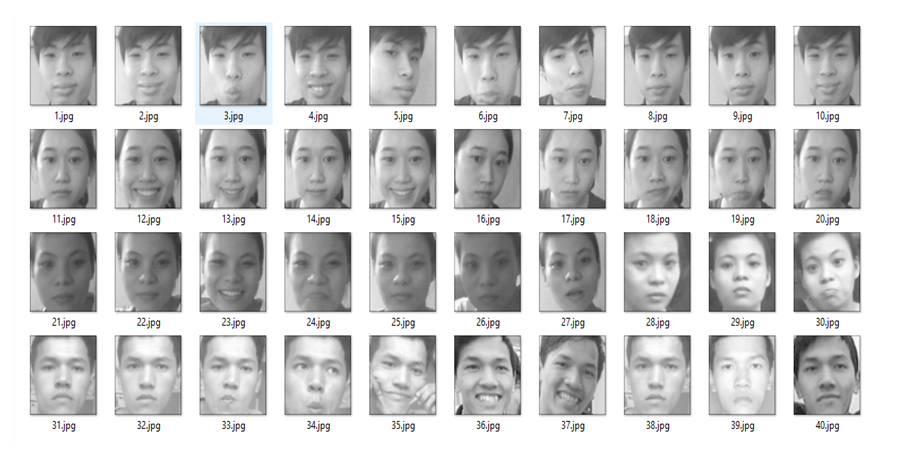 1.jpg 2.jpg 3.jpg 4.jpg 5.jpg 6.jpg 7.jpg 8.jpg 9.jpg 10.jpg
11.jpg 12.jpg 13.jpg 14.jpg 15.jpg 16.jpg 17.jpg 18.jpg 19.jpg 20.jpg
21.jpg 22.jpg 23.jpg 24.jpg 25.jpg 26.jpg 27.jpg 28.jpg 29.jpg 30.jpg
31.jpg 32.jpg 33.jpg 34.jpg 35.jpg 36.jpg 37.jpg 38.jpg 39.jpg 40.jpg